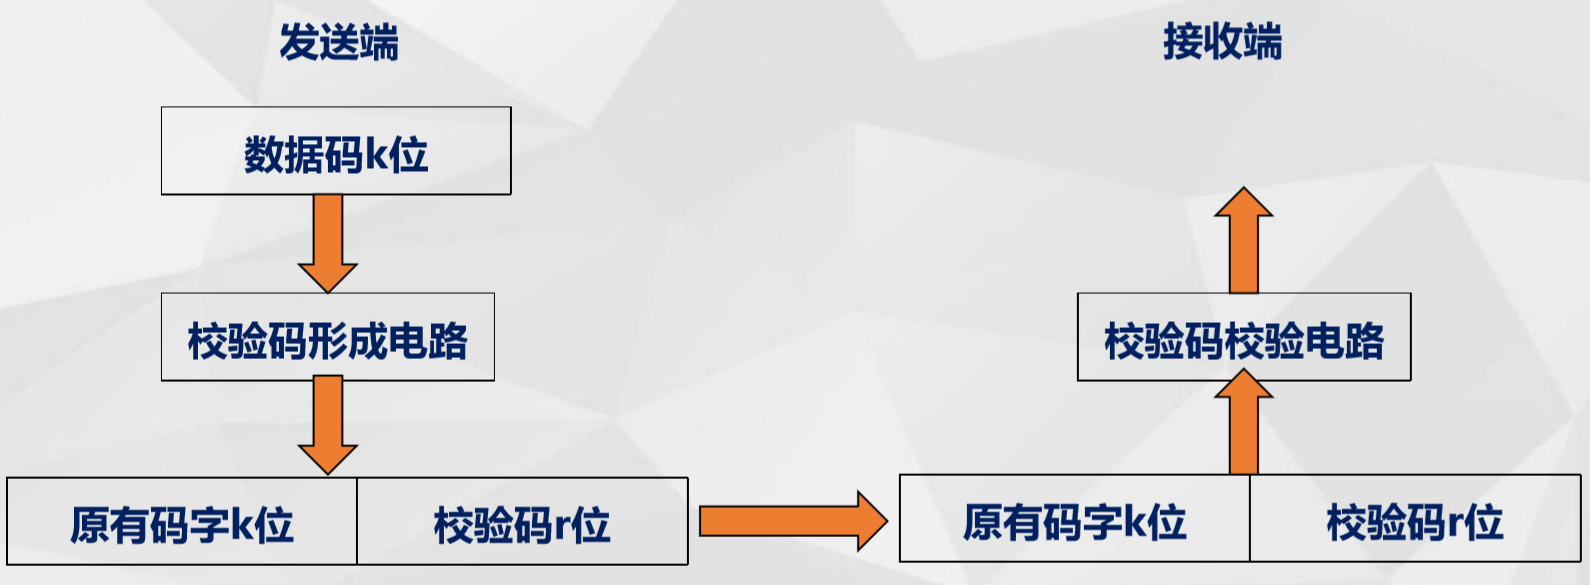 发送端
接收端
数据码k位
校验码形成电路
校验码校验电路
原有码字k位
校验码r位
原有码字k位
校验码r位